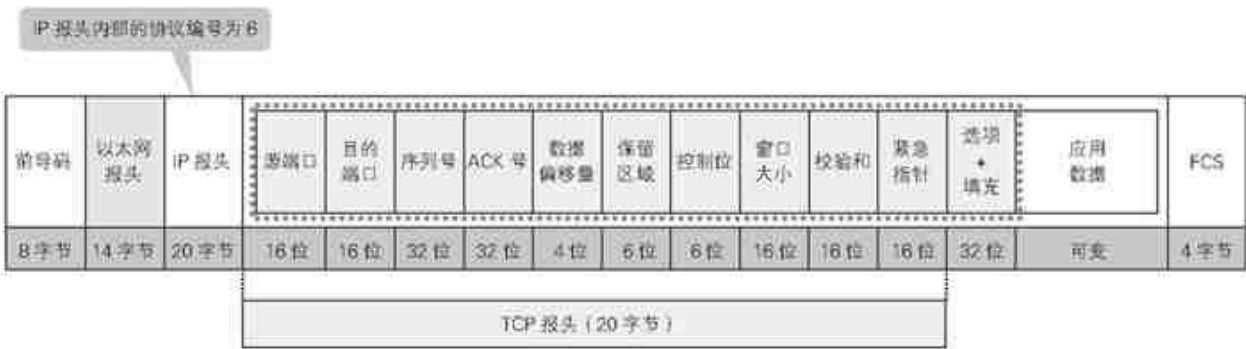 IP 报头内部的协议编号为 6
前导码
以太网
报头
IP 报头
源端口
目的
端口
序列号
ACK 号
数据
偏移量
保留
区域
控制位
窗口
大小
校验和
紧急
指针
选项
+
填充
应用
数据
FCS
8 字节
14 字节
20 字节
16 位
16 位
32 位
32 位
4 位
6 位
6 位
16 位
16 位
16 位
32 位
可变
4 字节
TCP 报头（20 字节）